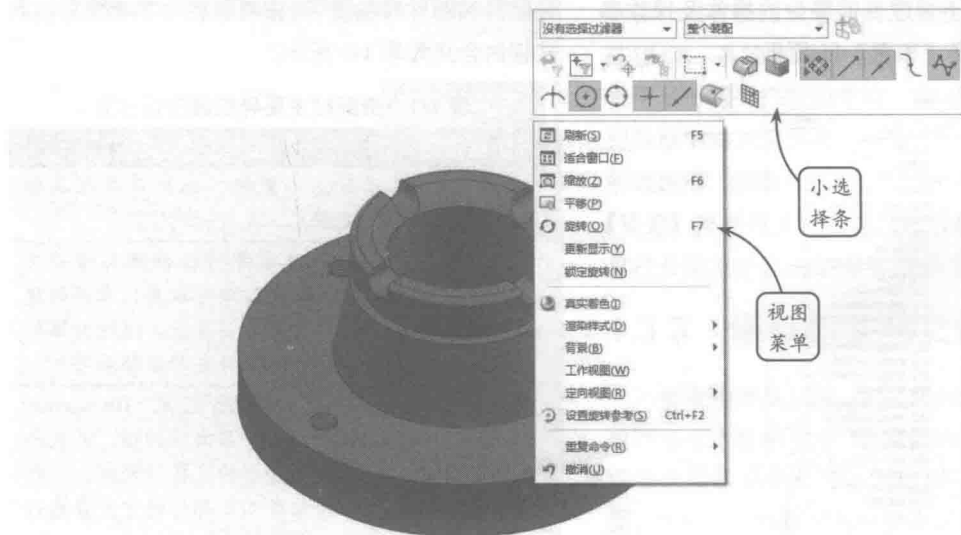 没有选择过滤器 整个装配
刷新(S) F5
适合窗口(F)
缩放(Z) F6
平移(P)
旋转(O) F7
更新显示(Y)
锁定旋转(N)
真实着色(I)
渲染样式(D)
背景(B)
工作视图(W)
定向视图(R)
设置旋转参考(S) Ctrl+F2
重复命令(R)
撤消(U)
小选
择条
视图
菜单